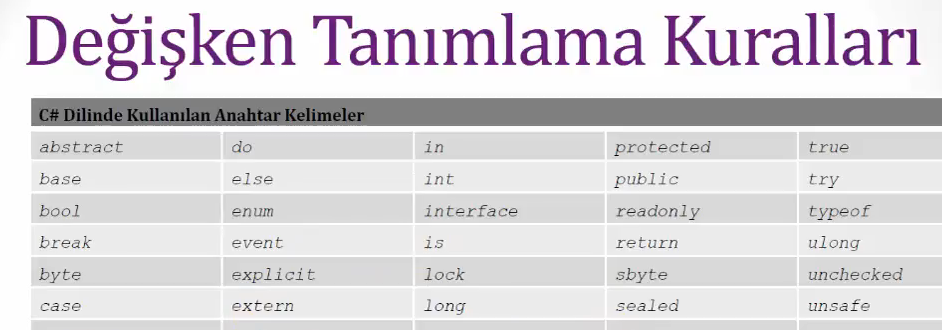 Değişken Tanımlama Kuralları
C# Dilinde Kullanılan Anahtar Kelimeler
abstract do in protected true
base else int public try
bool enum interface readonly typeof
break event is return ulong
byte explicit lock sbyte unchecked
case extern long sealed unsafe